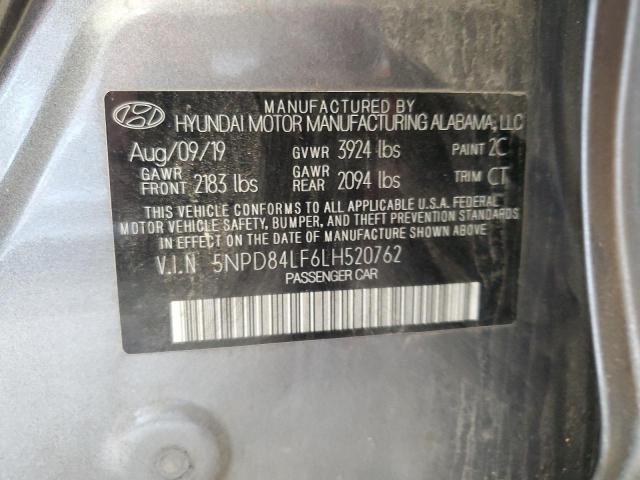 MANUFACTURED BY
HYUNDAI MOTOR MANUFACTURING ALABAMA, LLC
Aug/09/19 GVWR 3924 lbs PAINT 2C
GAWR FRONT 2183 lbs GAWR REAR 2094 lbs TRIM CT
THIS VEHICLE CONFORMS TO ALL APPLICABLE U.S.A. FEDERAL
MOTOR VEHICLE SAFETY, BUMPER, AND THEFT PREVENTION STANDARDS
IN EFFECT ON THE DATE OF MANUFACTURE SHOWN ABOVE.
V.I.N 5NPD84LF6LH520762
PASSENGER CAR